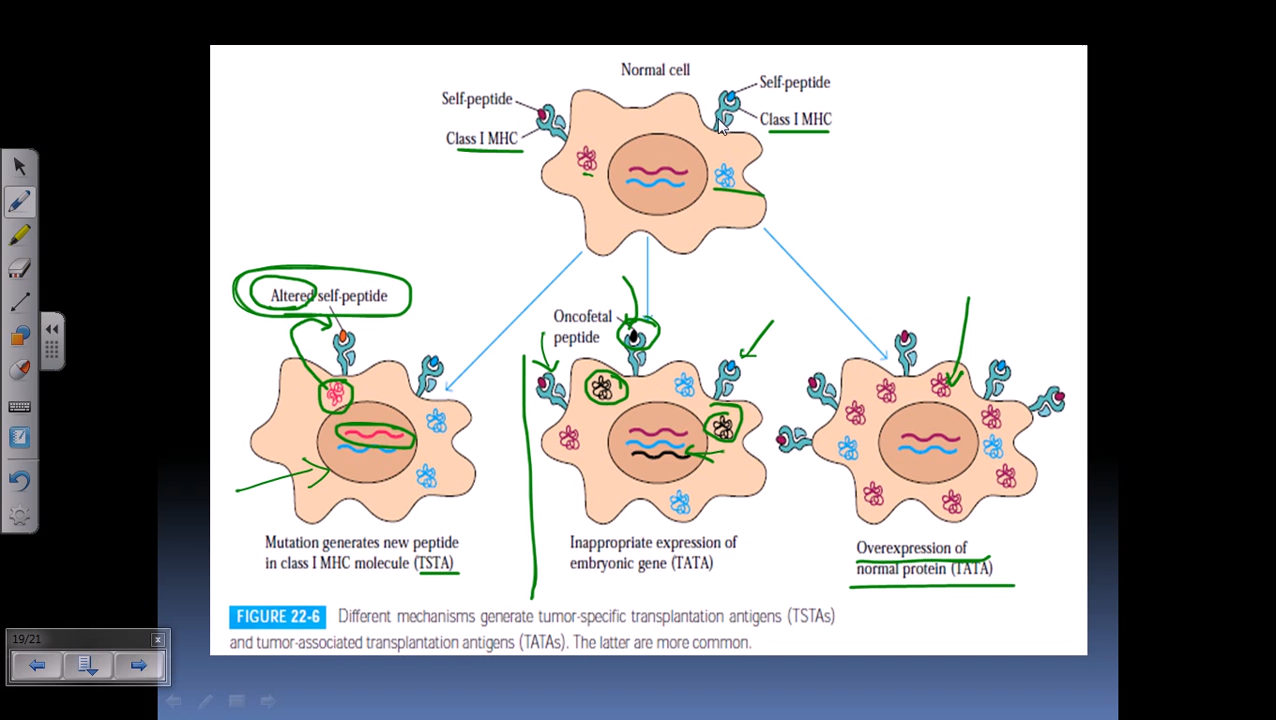 Normal cell
Self-peptide
Class I MHC
Self-peptide
Class I MHC
Altered self-peptide
Oncofetal
peptide
Mutation generates new peptide
in class I MHC molecule (TSTA)
Inappropriate expression of
embryonic gene (TATA)
Overexpression of
normal protein (TATA)
FIGURE 22-6 Different mechanisms generate tumor-specific transplantation antigens (TSTAs)
and tumor-associated transplantation antigens (TATAs). The latter are more common.
19/21
x